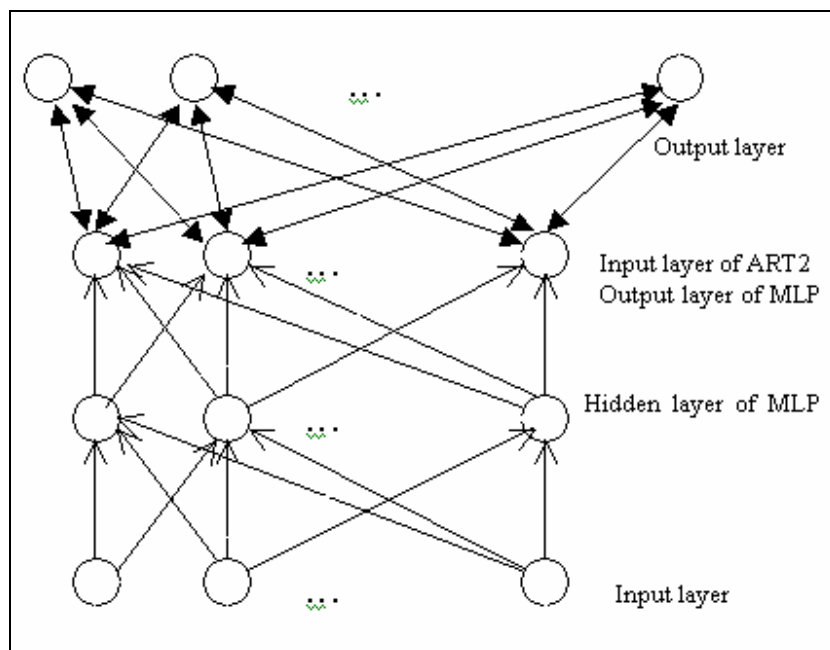 ...
Output layer
...
Input layer of ART2
Output layer of MLP
...
Hidden layer of MLP
...
Input layer